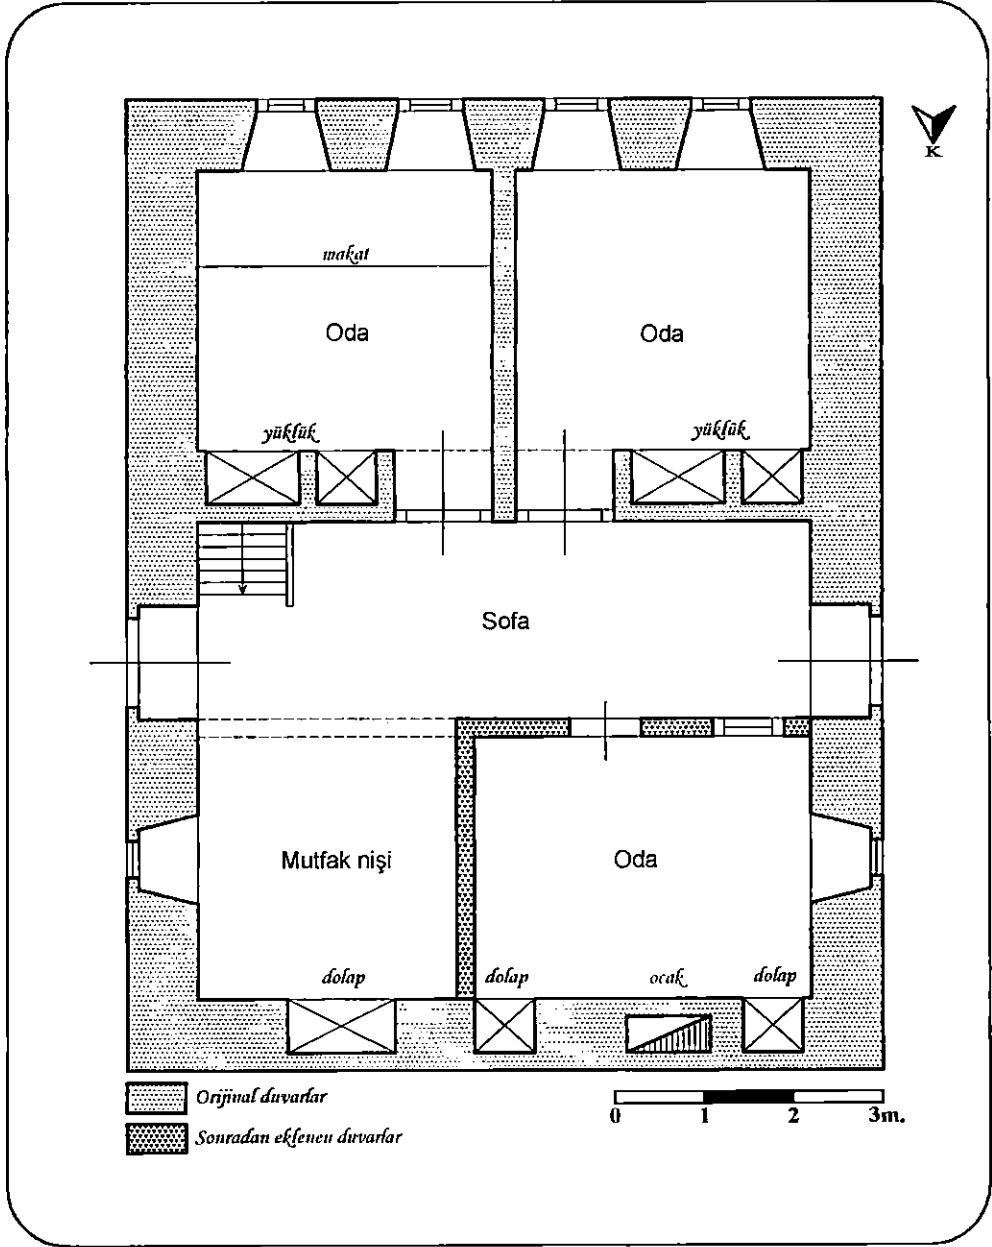 K
makat
Oda
Oda
yüklük
yüklük
Sofa
Mutfak nişi
Oda
dolap
dolap
ocak
dolap
Orijinal duvarlar
Sonradan eklenen duvarlar
0 1 2 3m.